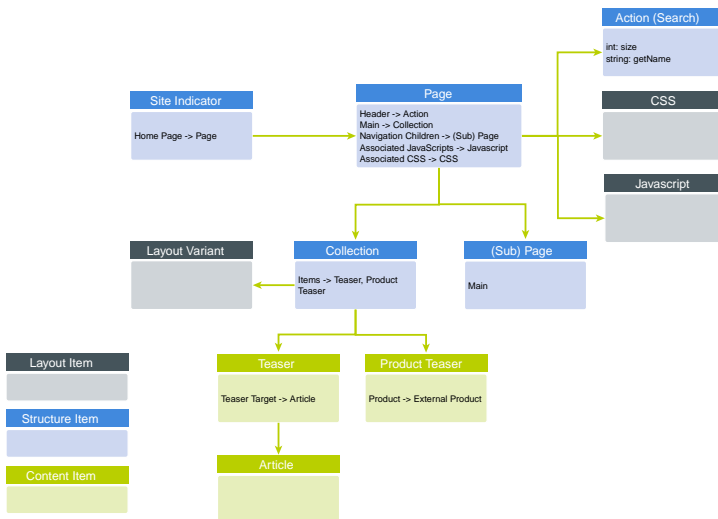 Action (Search)
int: size
string: getName
Page
Site Indicator
CSS
Header -> Action
Main -> Collection
Navigation Children -> (Sub) Page
Associated JavaScripts -> Javascript
Associated CSS -> CSS
Home Page -> Page
Javascript
Layout Variant
Collection
(Sub) Page
Items -> Teaser, Product
Teaser
Main
Layout Item
Teaser
Product Teaser
Teaser Target -> Article
Product -> External Product
Structure Item
Article
Content Item